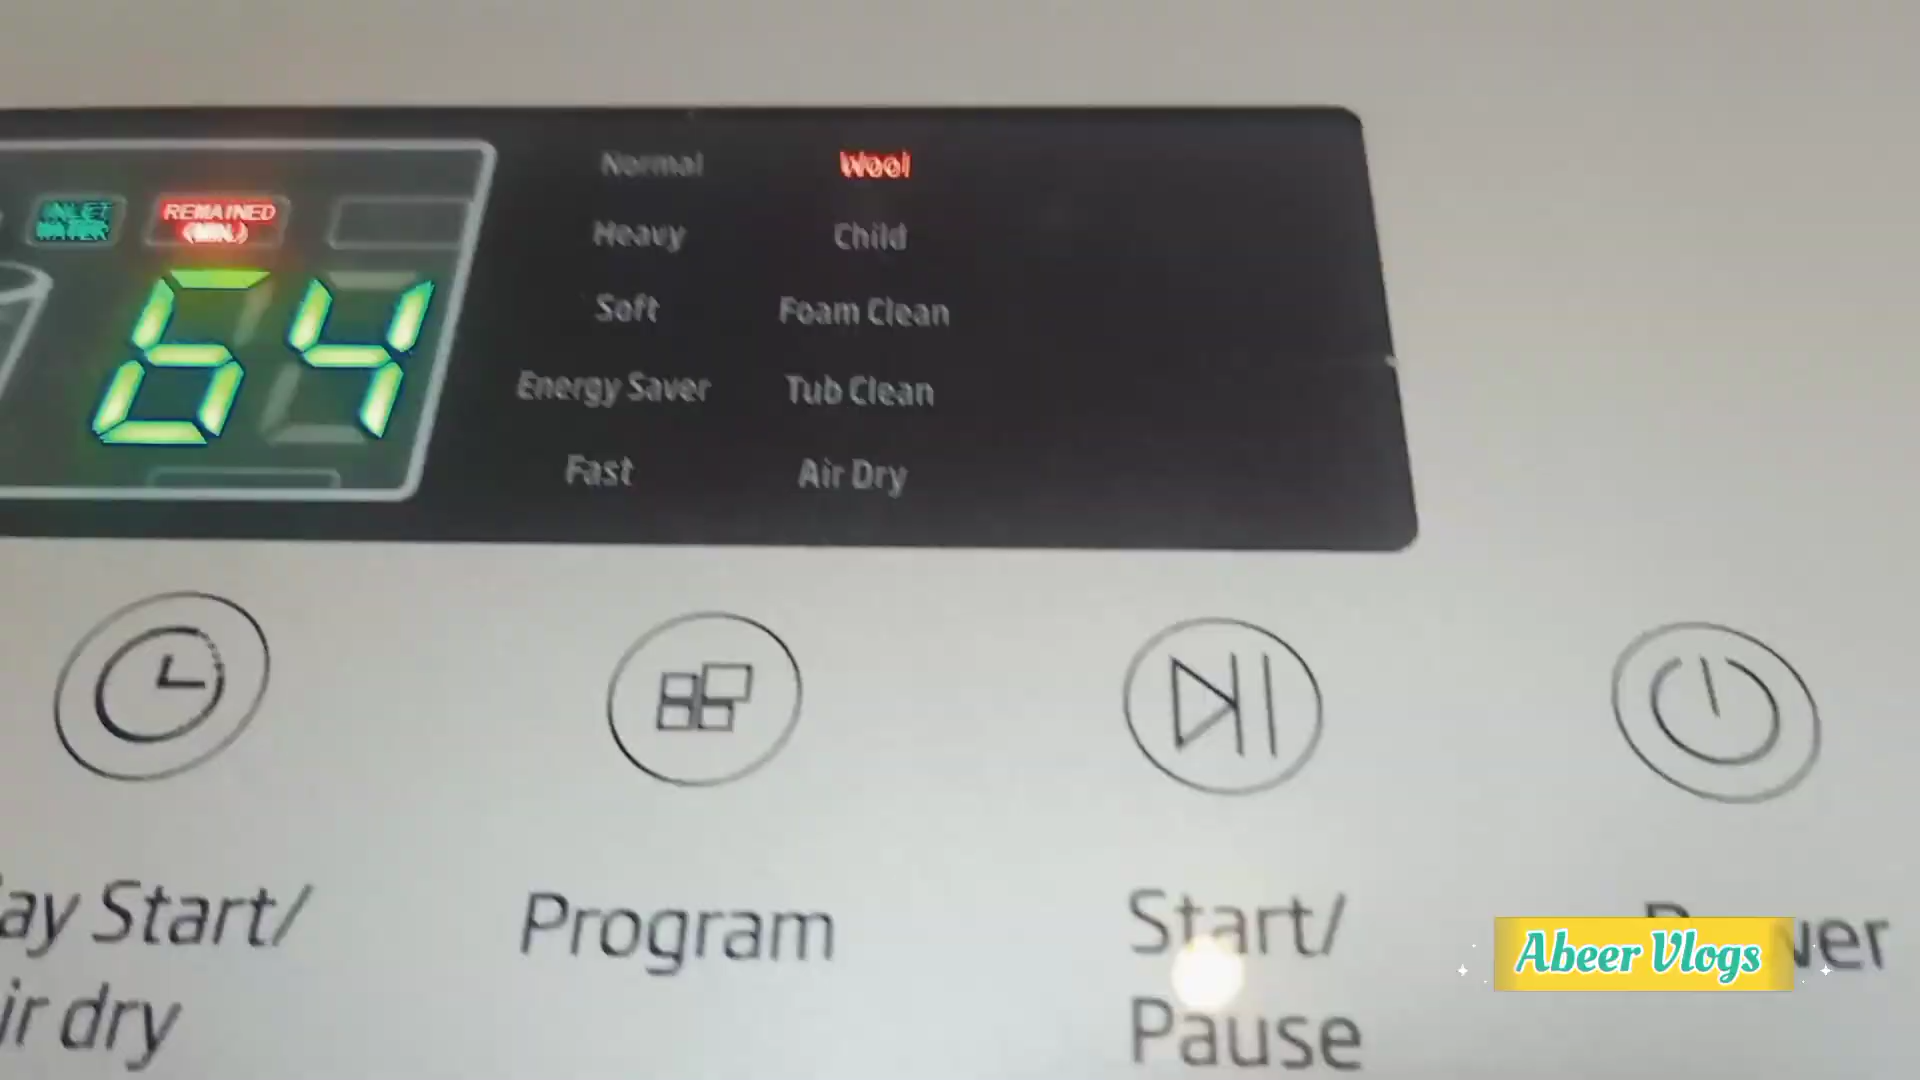 INLET
WATER
REMAINED
(MIN.)
64
Normal
Wool
Heavy
Child
Soft
Foam Clean
Energy Saver
Tub Clean
Fast
Air Dry
ay Start/
ir dry
Program
Start/
Pause
wer
Abeer Vlogs